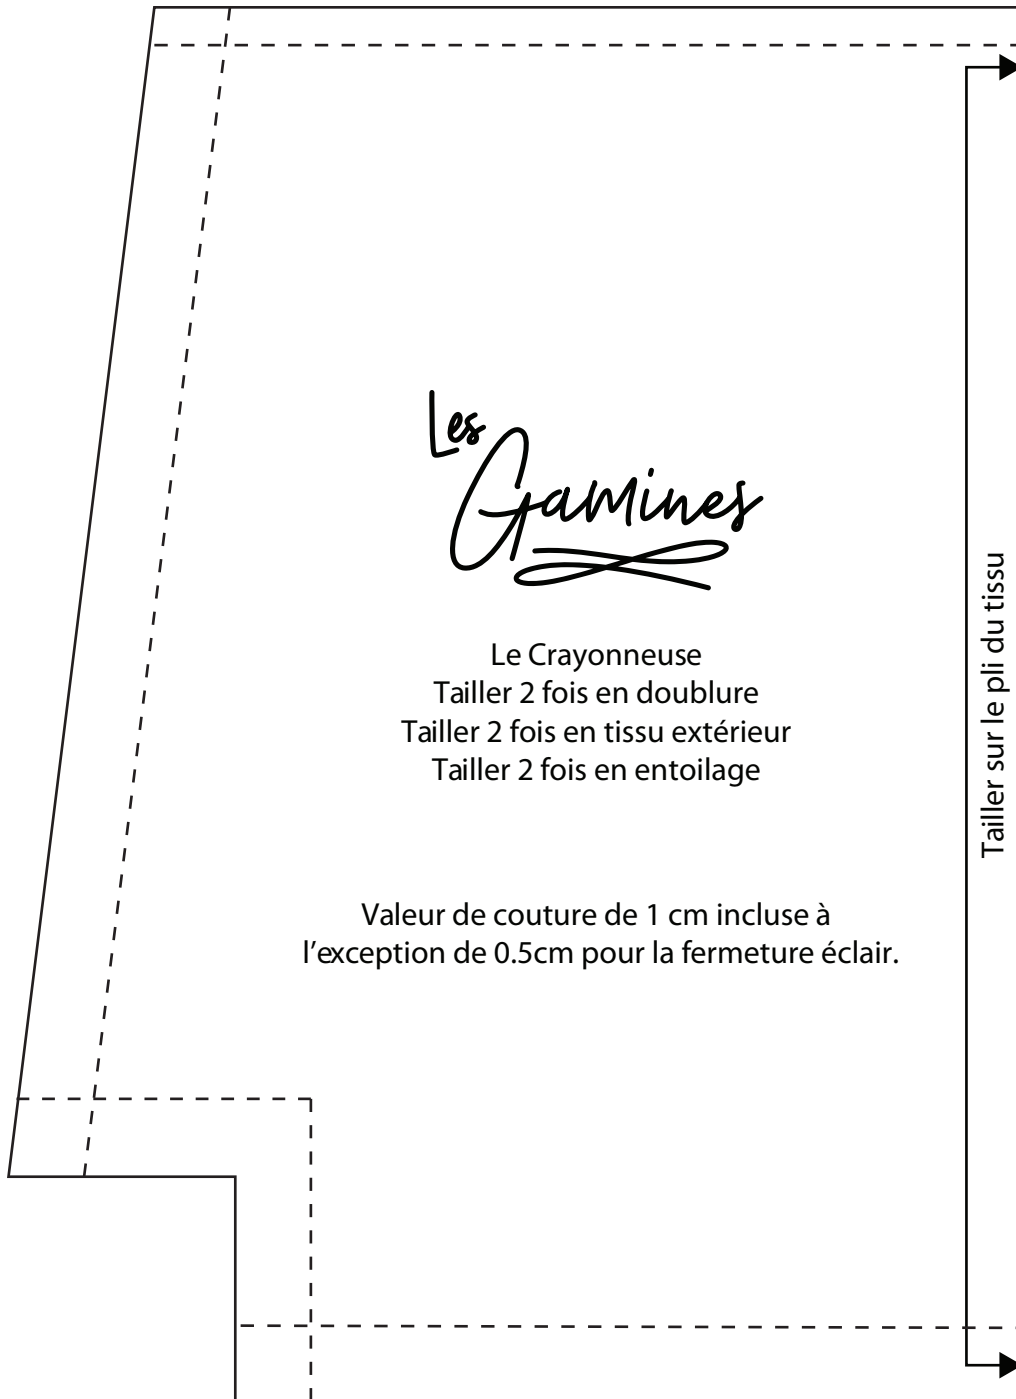 Les
Gamines
Le Crayonneuse
Tailler 2 fois en doublure
Tailler 2 fois en tissu extérieur
Tailler 2 fois en entoilage
Valeur de couture de 1 cm incluse à
l'exception de 0.5cm pour la fermeture éclair.
Tailler sur le pli du tissu